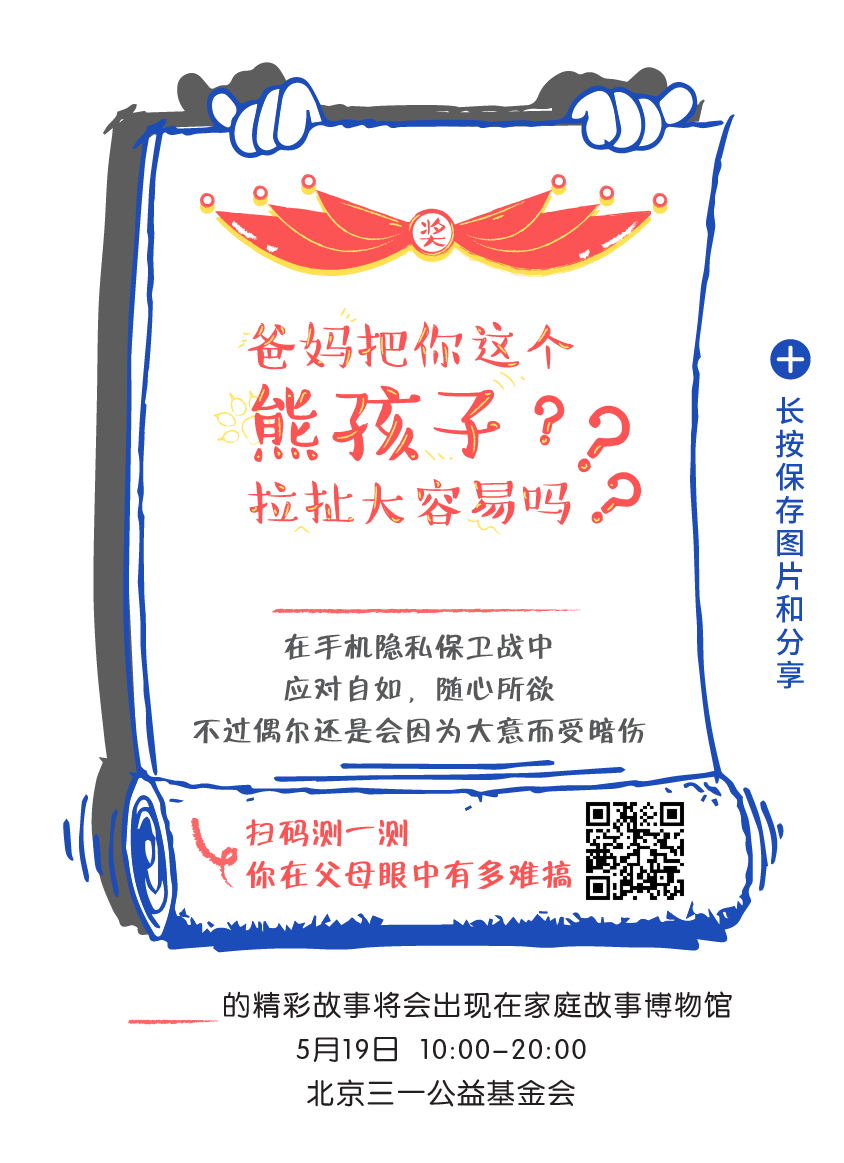 奖
爸妈把你这个
熊孩子???
拉扯大容易吗
在手机隐私保卫战中
应对自如，随心所欲
不过偶尔还是会因为大意而受暗伤
扫码测一测
你在父母眼中有多难搞
长按保存图片和分享
的精彩故事将会出现在家庭故事博物馆
5月19日 10:00-20:00
北京三一公益基金会